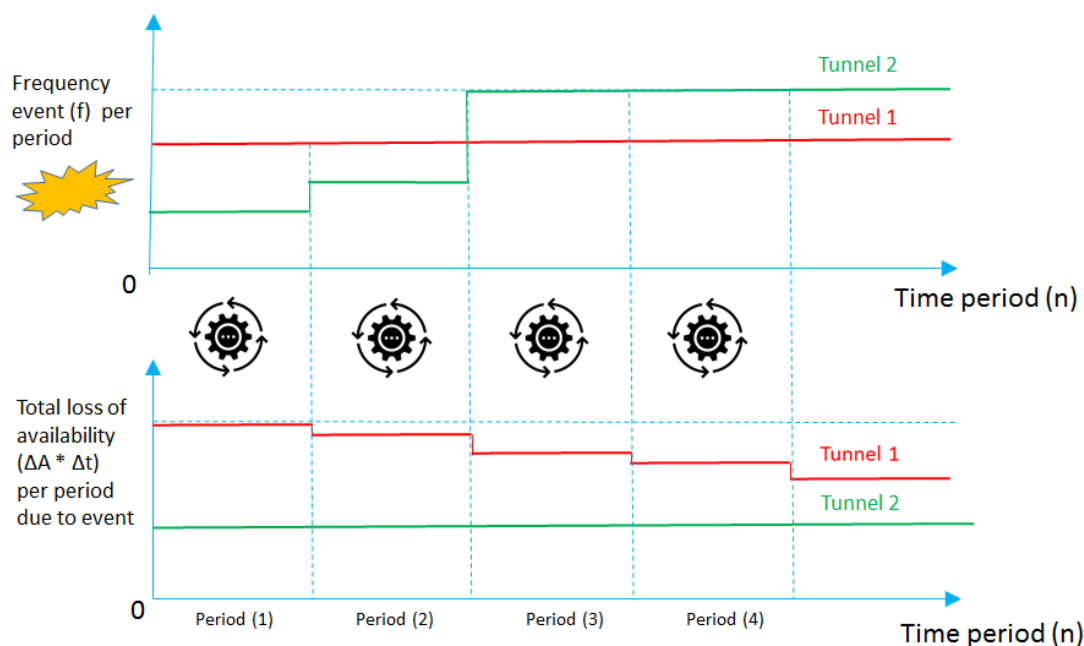 Frequency
event (f)  per
period
Tunnel 2
Tunnel 1
0
Time period (n)
Total loss of
availability
(ΔA * Δt)
per period
due to event
Tunnel 1
Tunnel 2
0
Period (1)
Period (2)
Period (3)
Period (4)
Time period (n)